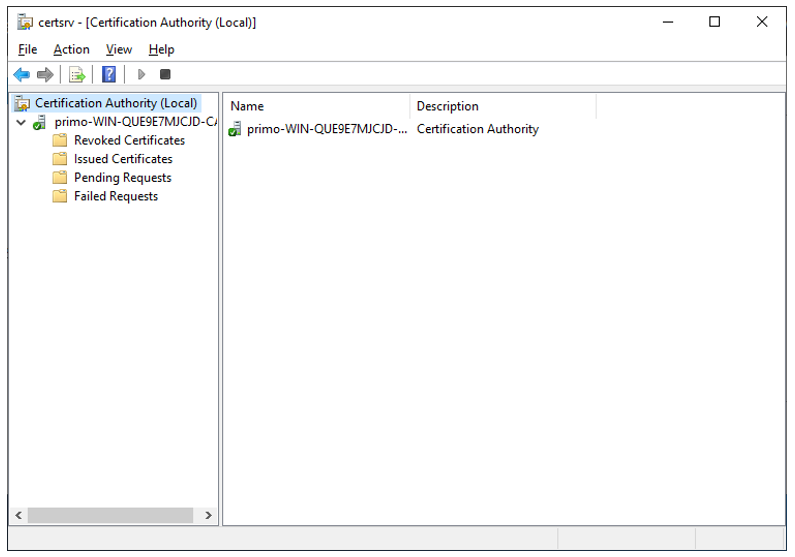 certsrv - [Certification Authority (Local)]
File Action View Help
Certification Authority (Local)
primo-WIN-QUE9E7MJCJD-CA
Revoked Certificates
Issued Certificates
Pending Requests
Failed Requests
Name Description
primo-WIN-QUE9E7MJCJD-... Certification Authority